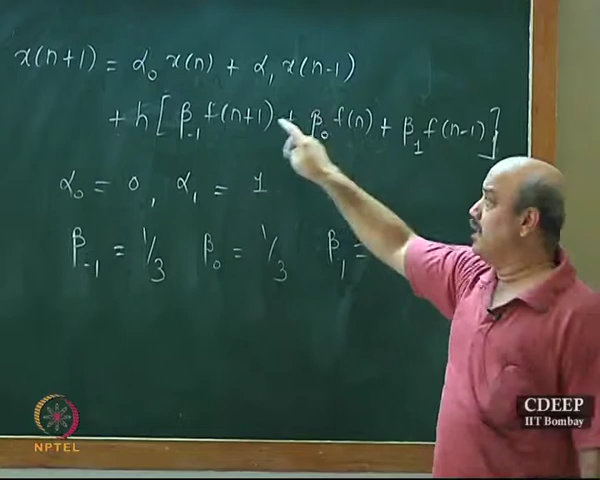 x(n+1) = α₀ x(n) + α₁ x(n-1)
+ h[ β₋₁ f(n+1) + β₀ f(n) + β₁ f(n-1) ]
α₀ = 0 , α₁ = 1
β₋₁ = 1/3 β₀ = 1/3 β₁ =
CDEEP
IIT Bombay
NPTEL